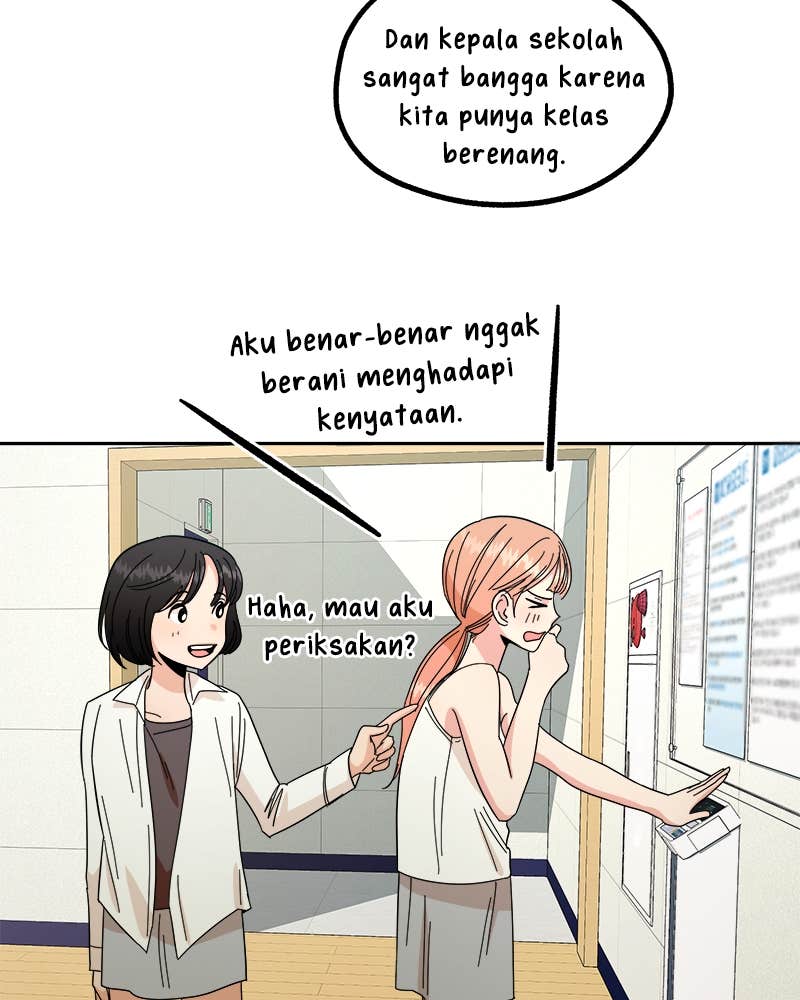 Dan kepala sekolah
sangat bangga karena
kita punya kelas
berenang.
Aku benar-benar nggak
berani menghadapi
kenyataan.
Haha, mau aku
periksakan?